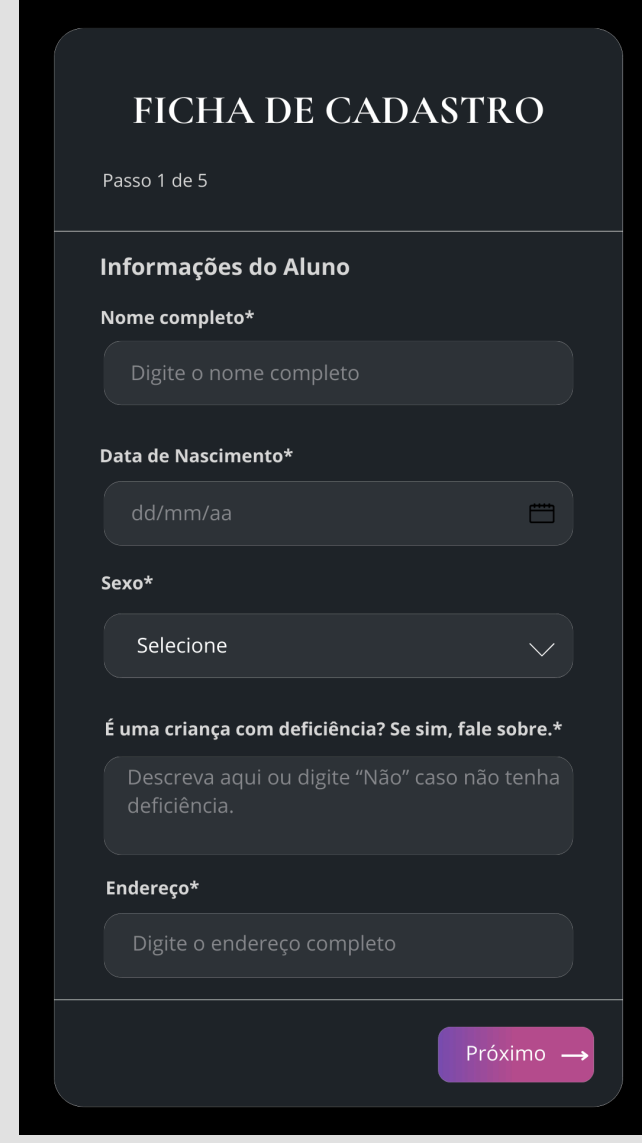 FICHA DE CADASTRO
Passo 1 de 5
Informações do Aluno
Nome completo*
Digite o nome completo
Data de Nascimento*
dd/mm/aa
Sexo*
Selecione
É uma criança com deficiência? Se sim, fale sobre.*
Descreva aqui ou digite “Não” caso não tenha
deficiência.
Endereço*
Digite o endereço completo
Próximo →